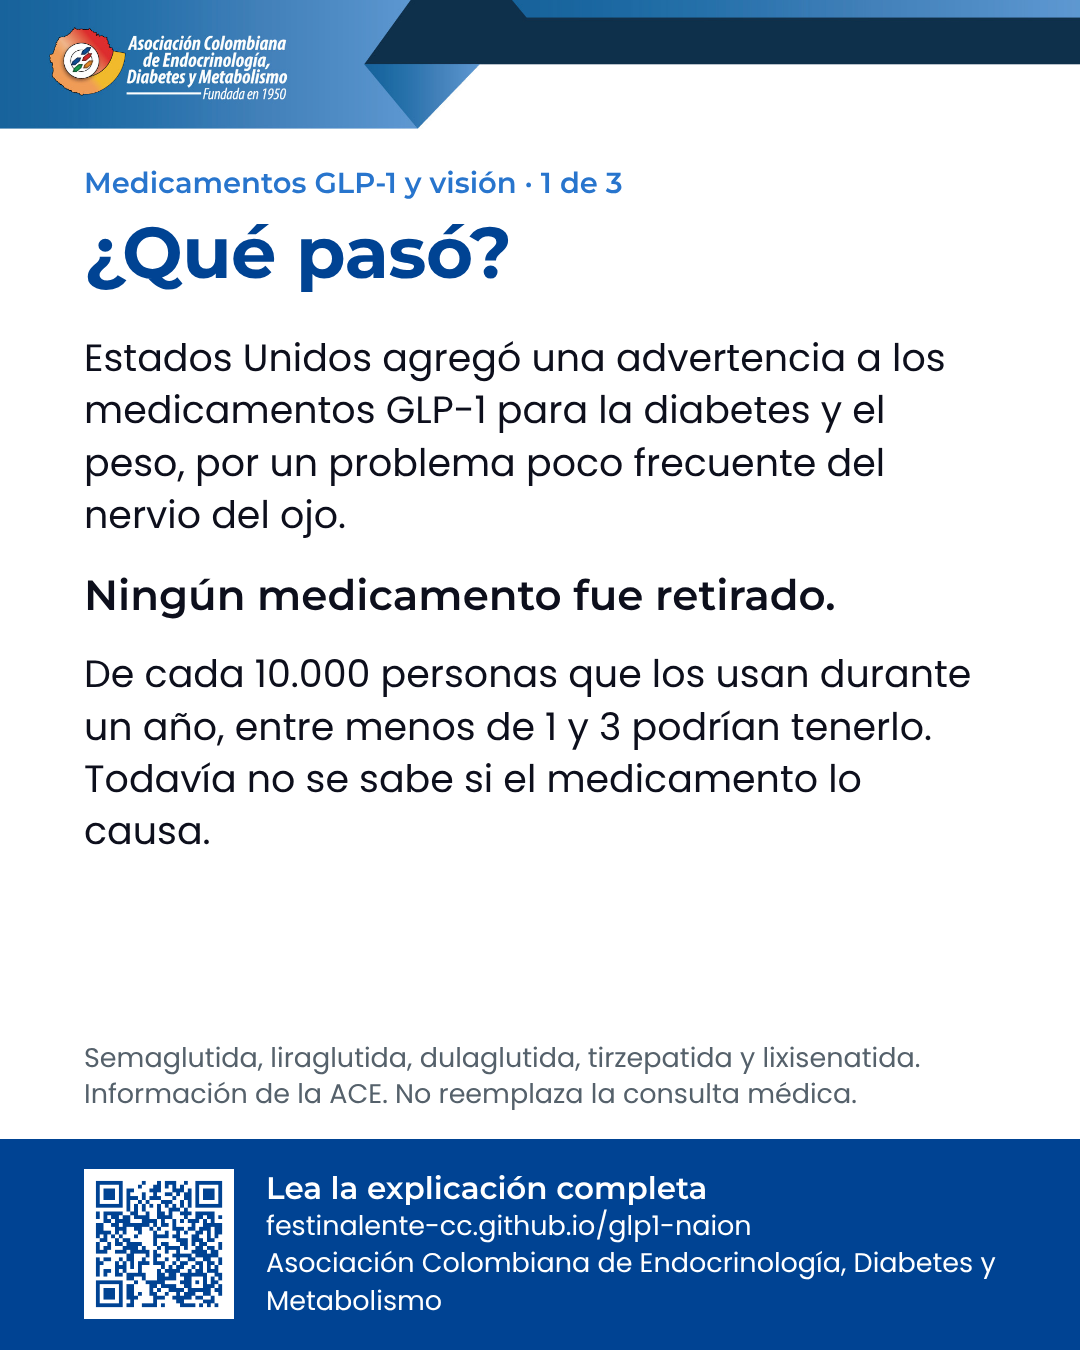 Asociación Colombiana
de Endocrinología,
Diabetes y Metabolismo
Fundada en 1950
Medicamentos GLP-1 y visión · 1 de 3
¿Qué pasó?
Estados Unidos agregó una advertencia a los
medicamentos GLP-1 para la diabetes y el
peso, por un problema poco frecuente del
nervio del ojo.
Ningún medicamento fue retirado.
De cada 10.000 personas que los usan durante
un año, entre menos de 1 y 3 podrían tenerlo.
Todavía no se sabe si el medicamento lo
causa.
Semaglutida, liraglutida, dulaglutida, tirzepatida y lixisenatida.
Información de la ACE. No reemplaza la consulta médica.
Lea la explicación completa
festinalente-cc.github.io/glp1-naion
Asociación Colombiana de Endocrinología, Diabetes y
Metabolismo